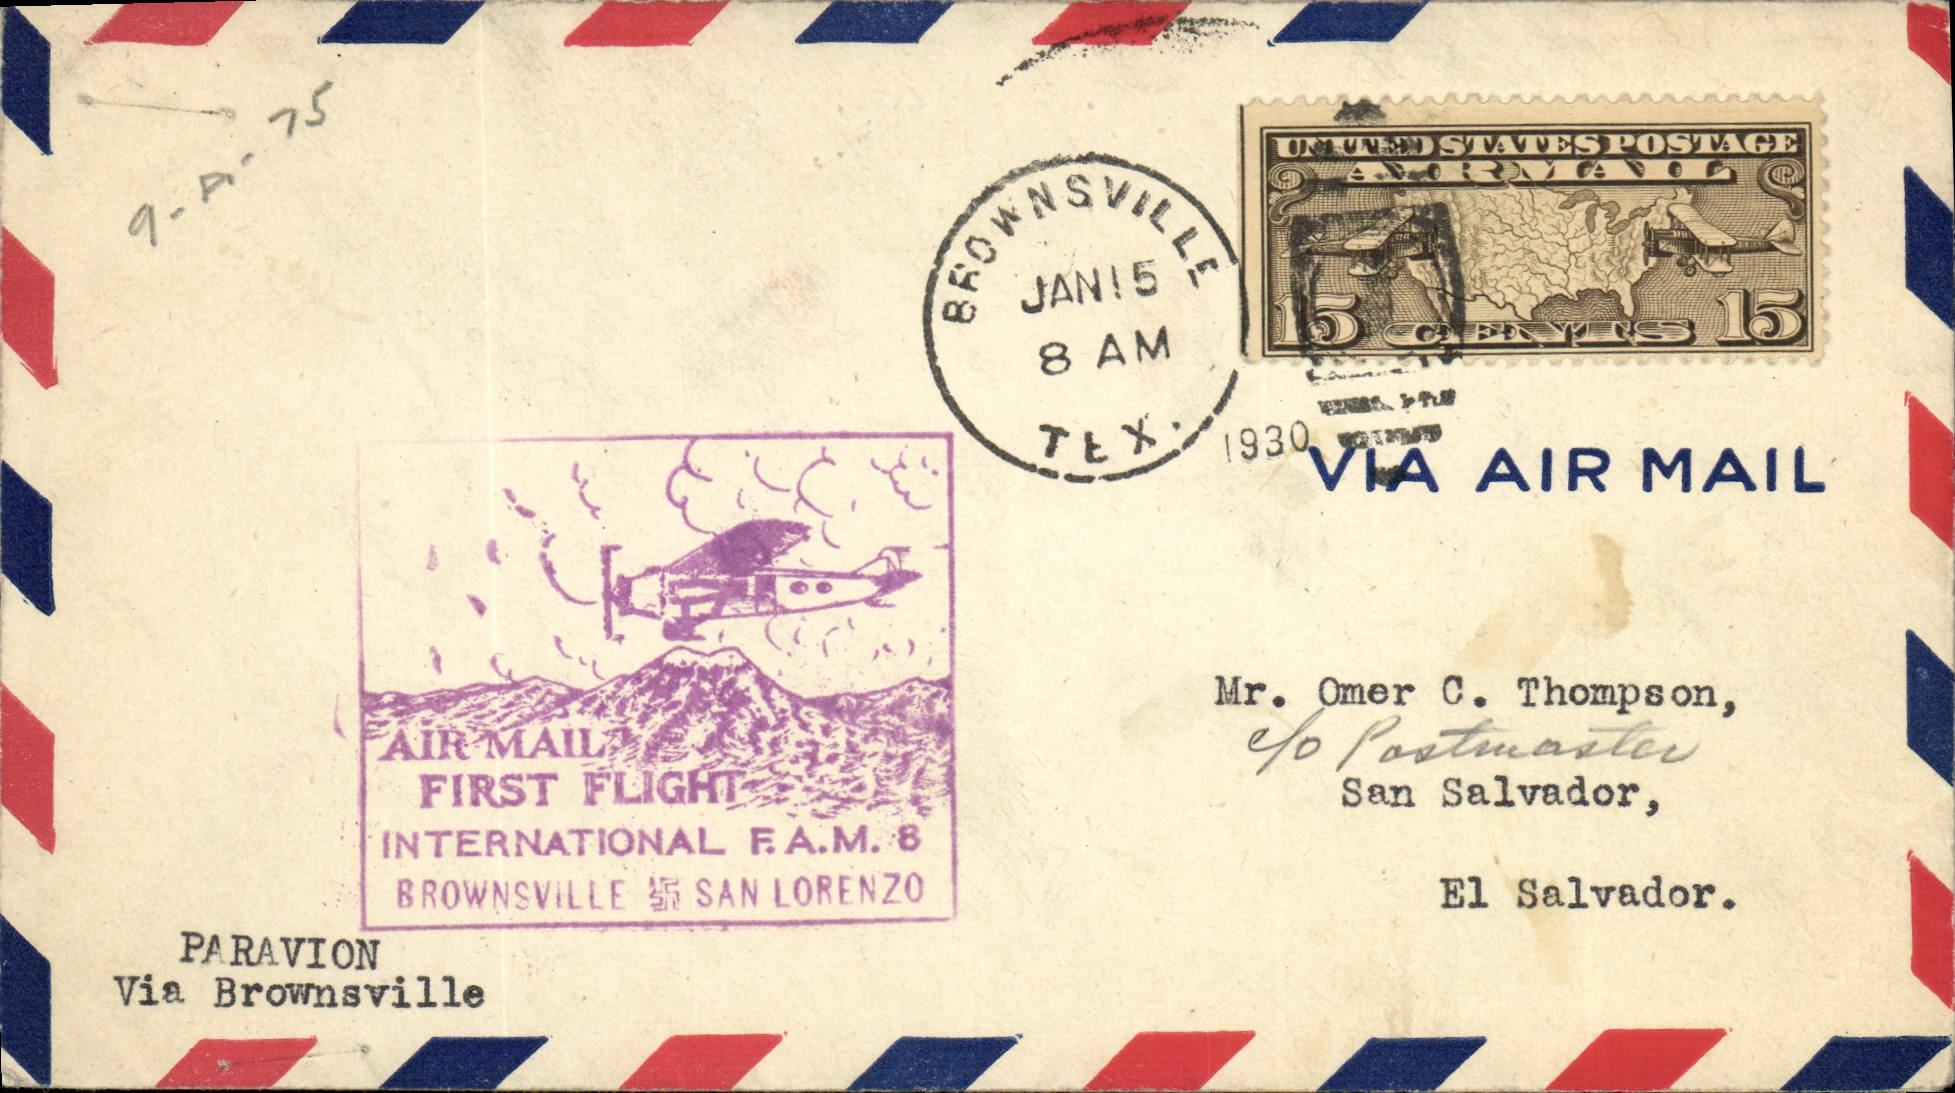 UNITED STATES POSTAGE
AIR MAIL
15 CENTS 15
BROWNSVILLE
JAN 15
8 AM
TEX.
1930
VIA AIR MAIL
AIR MAIL
FIRST FLIGHT
INTERNATIONAL F.A.M. 8
BROWNSVILLE 卐 SAN LORENZO
Mr. Omer C. Thompson,
c/o Postmaster
San Salvador,
El Salvador.
PARAVION
Via Brownsville